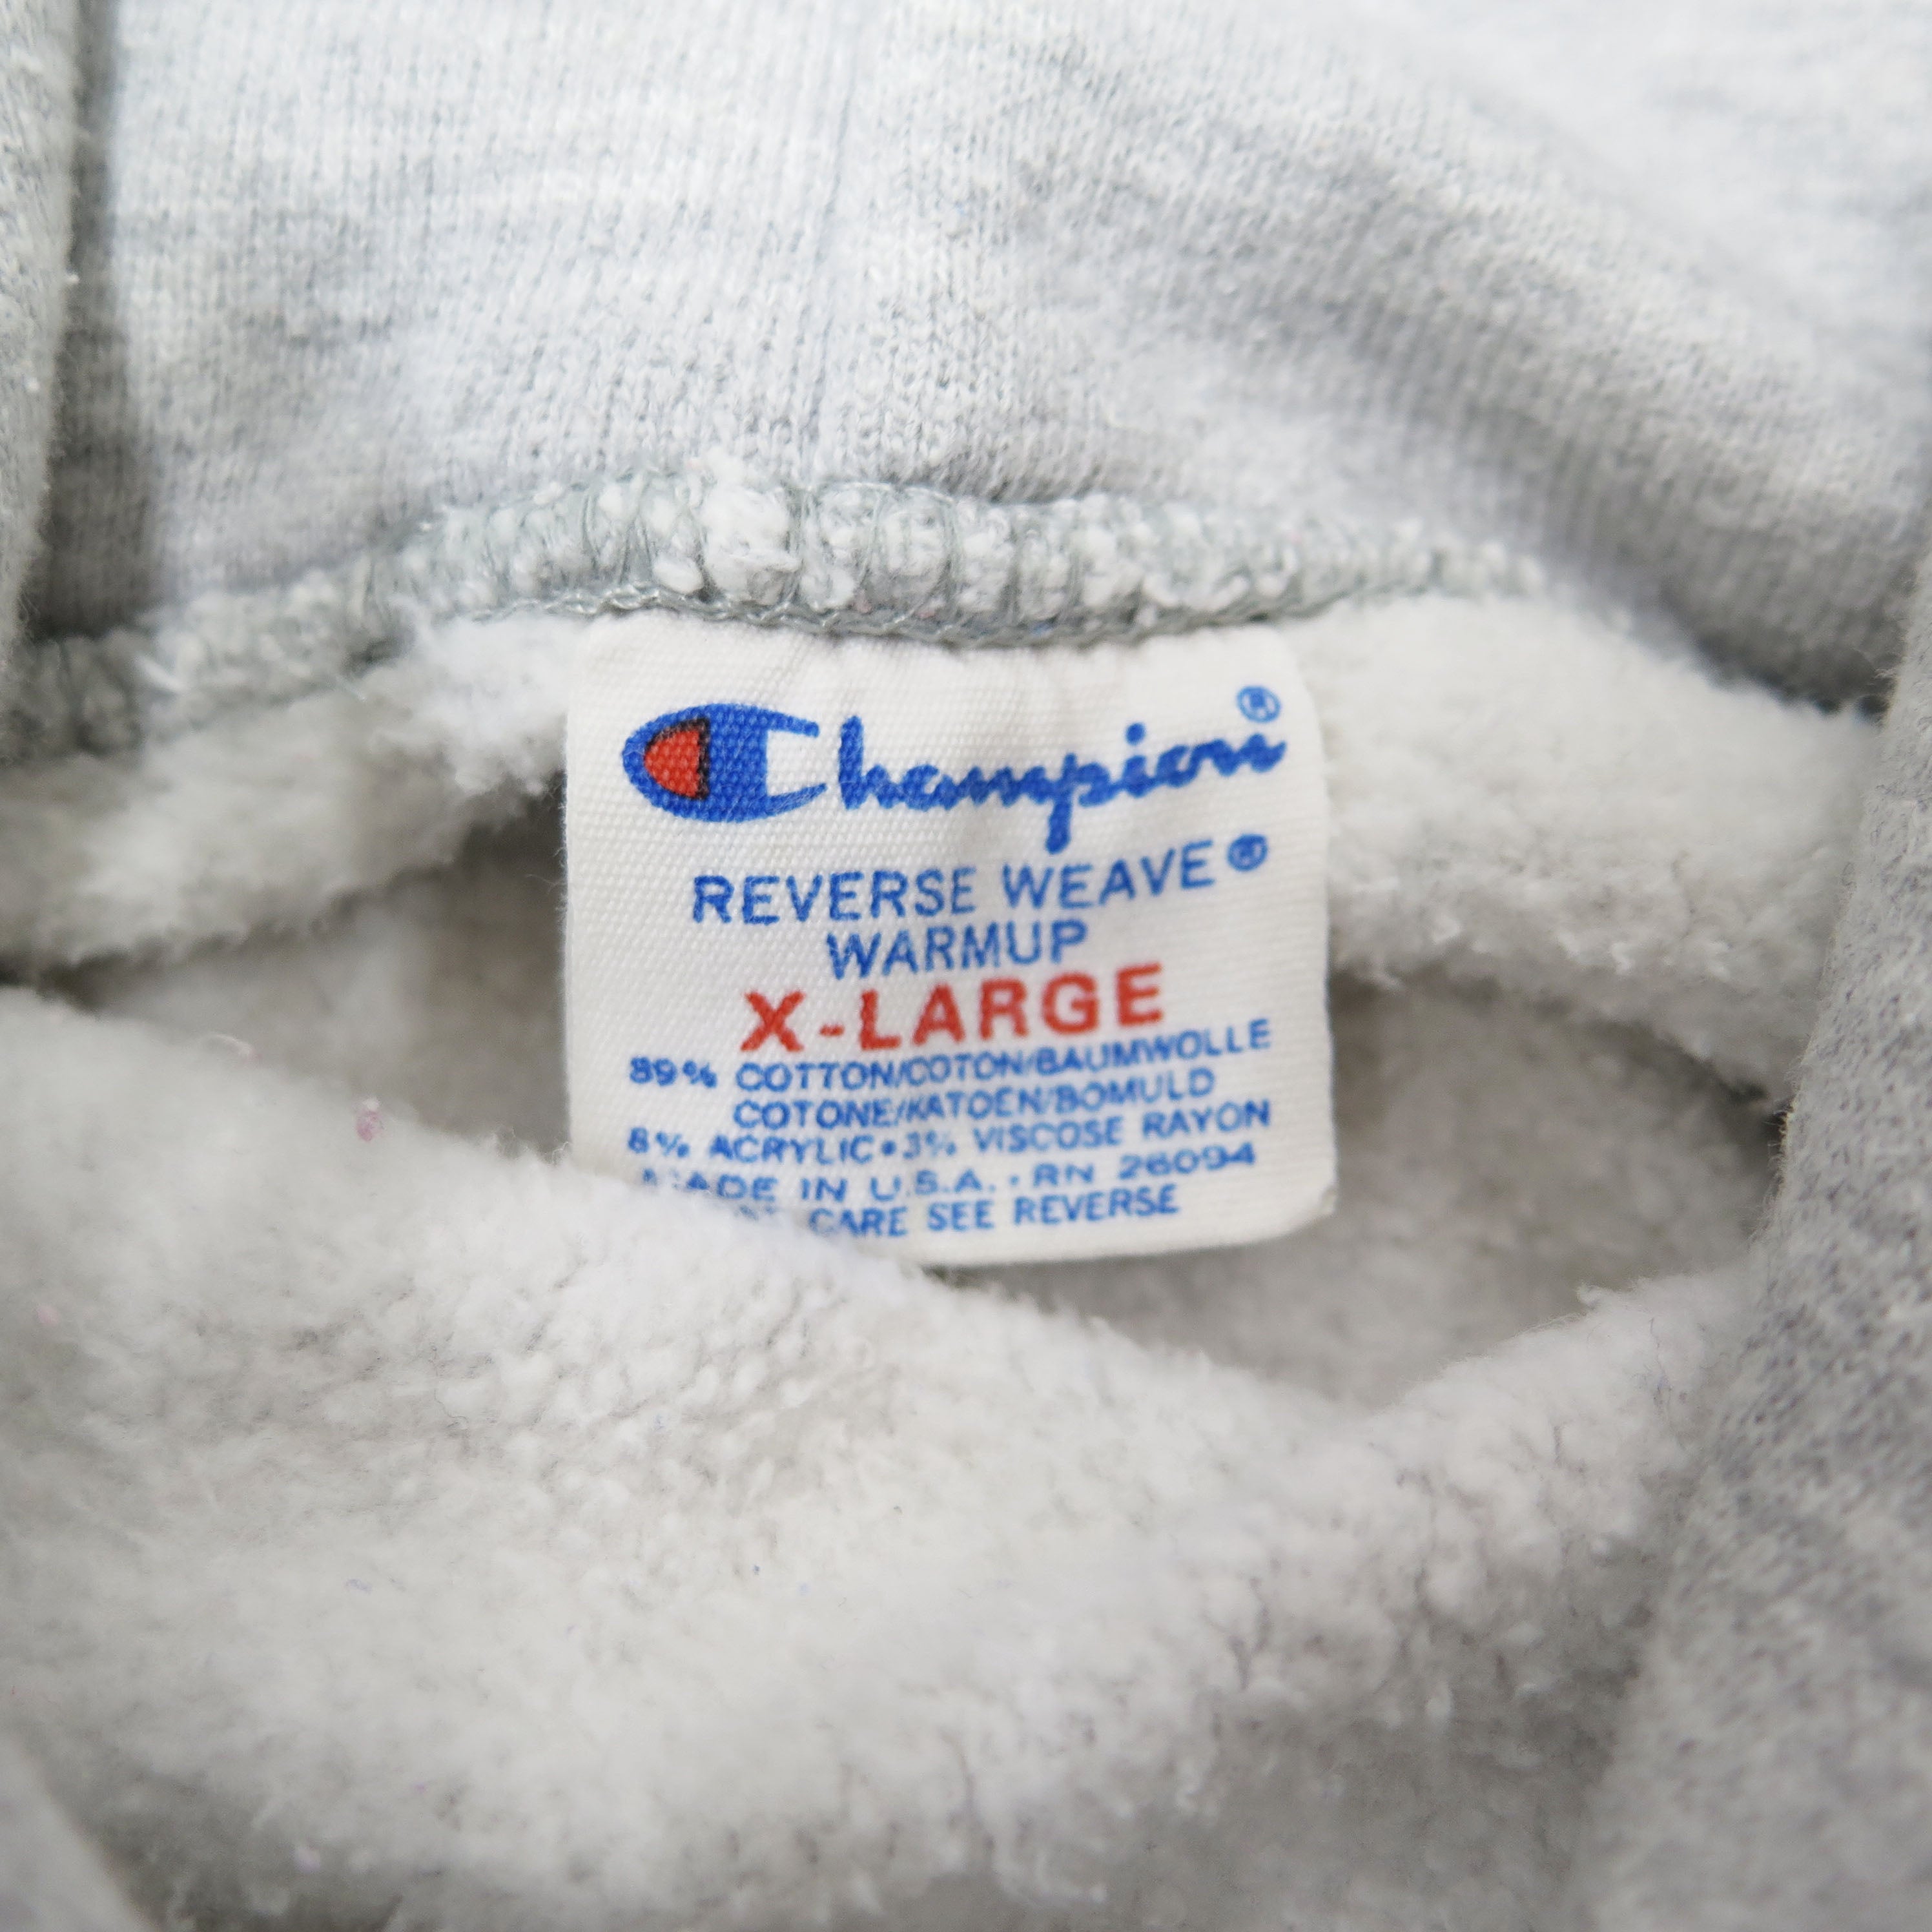 Champion®
REVERSE WEAVE®
WARMUP
X-LARGE
89% COTTON/COTON/BAUMWOLLE
COTONE/KATOEN/BOMULD
8% ACRYLIC•3% VISCOSE RAYON
MADE IN U.S.A. • RN 26094
CARE SEE REVERSE